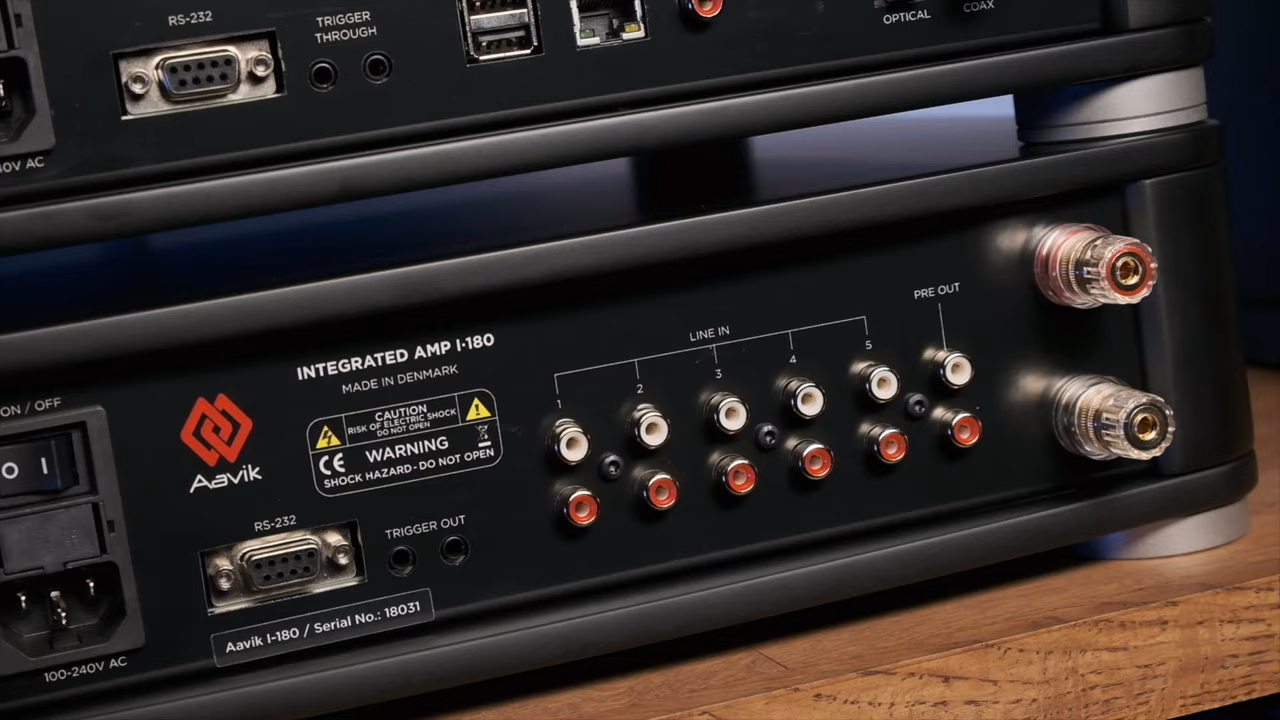 RS-232
TRIGGER
THROUGH
OPTICAL
COAX
0V AC
PRE OUT
LINE IN
1
2
3
4
5
INTEGRATED AMP I·180
MADE IN DENMARK
CAUTION
RISK OF ELECTRIC SHOCK
DO NOT OPEN
CE WARNING
SHOCK HAZARD - DO NOT OPEN
ON / OFF
O I
Aavik
RS-232
TRIGGER OUT
Aavik I-180 / Serial No.: 18031
100-240V AC